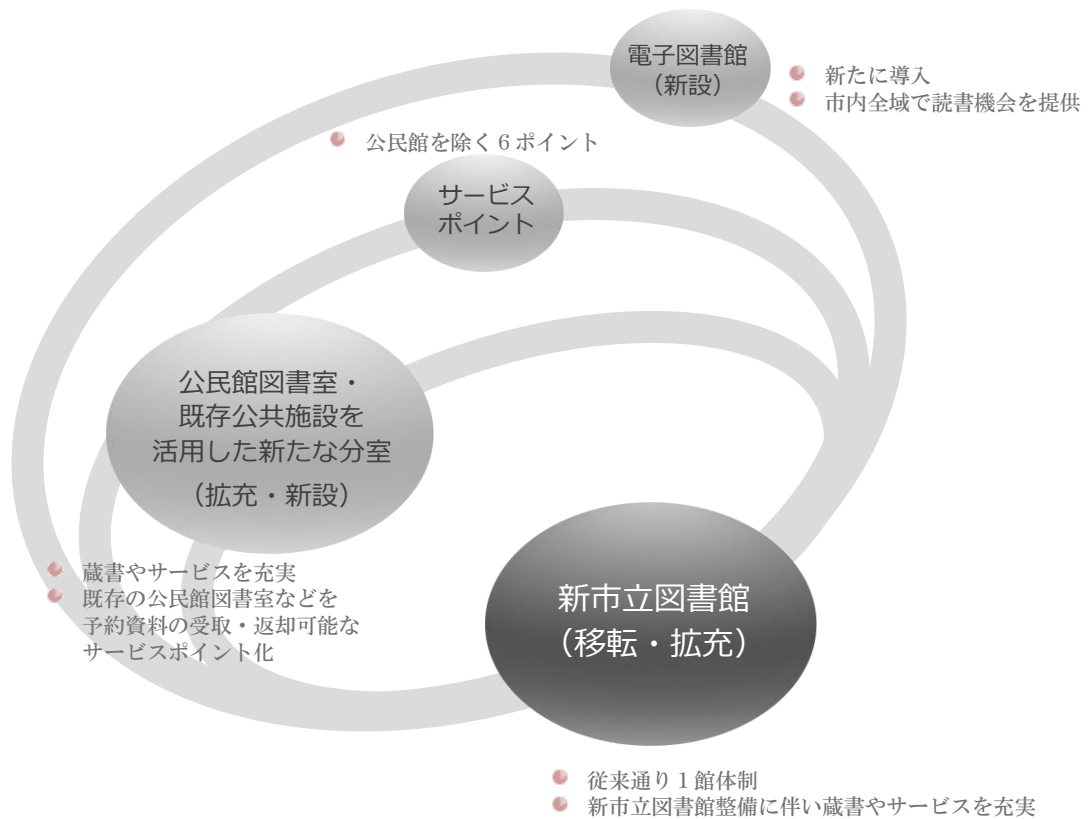 電子図書館
(新設)
新たに導入
市内全域で読書機会を提供
公民館を除く6ポイント
サービス
ポイント
公民館図書室・
既存公共施設を
活用した新たな分室
(拡充・新設)
蔵書やサービスを充実
既存の公民館図書室などを
予約資料の受取・返却可能な
サービスポイント化
新市立図書館
(移転・拡充)
従来通り1館体制
新市立図書館整備に伴い蔵書やサービスを充実